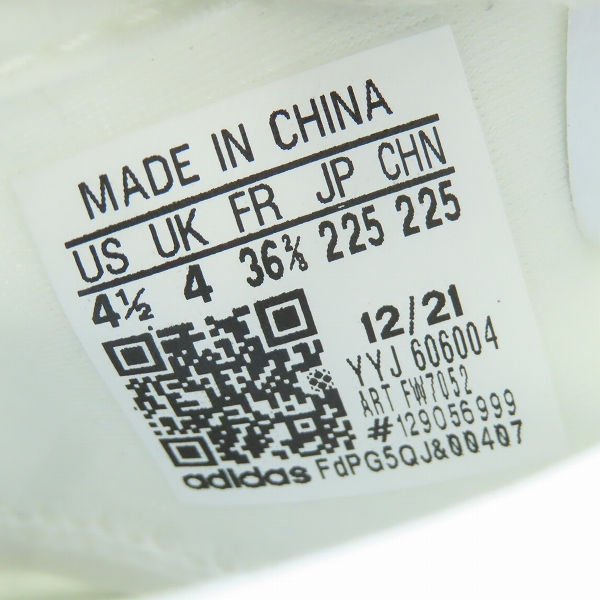 MADE IN CHINA
US UK FR JP CHN
4½ 4 36⅔ 225 225
12/21
YYJ 606004
ART FW7052
#129056999
adidas FdPG5QJ&00407